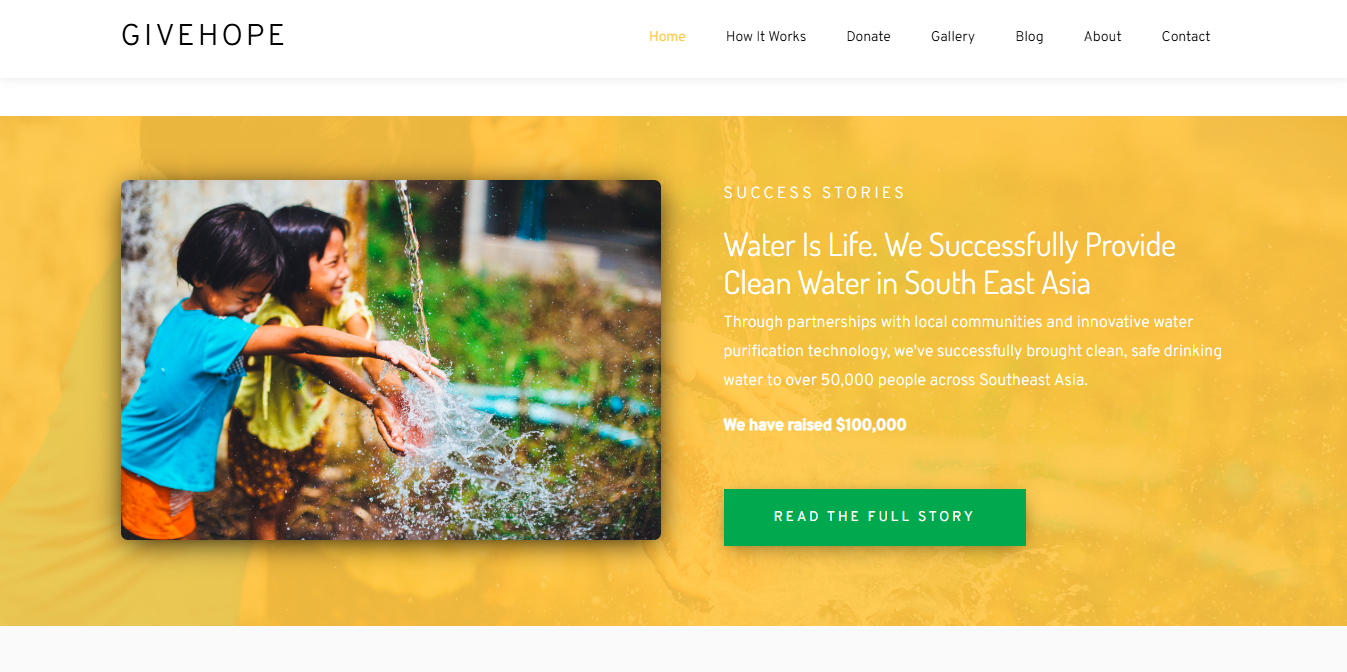 GIVEHOPE
Home How It Works Donate Gallery Blog About Contact
SUCCESS STORIES
Water Is Life. We Successfully Provide
Clean Water in South East Asia
Through partnerships with local communities and innovative water
purification technology, we've successfully brought clean, safe drinking
water to over 50,000 people across Southeast Asia.
We have raised $100,000
READ THE FULL STORY